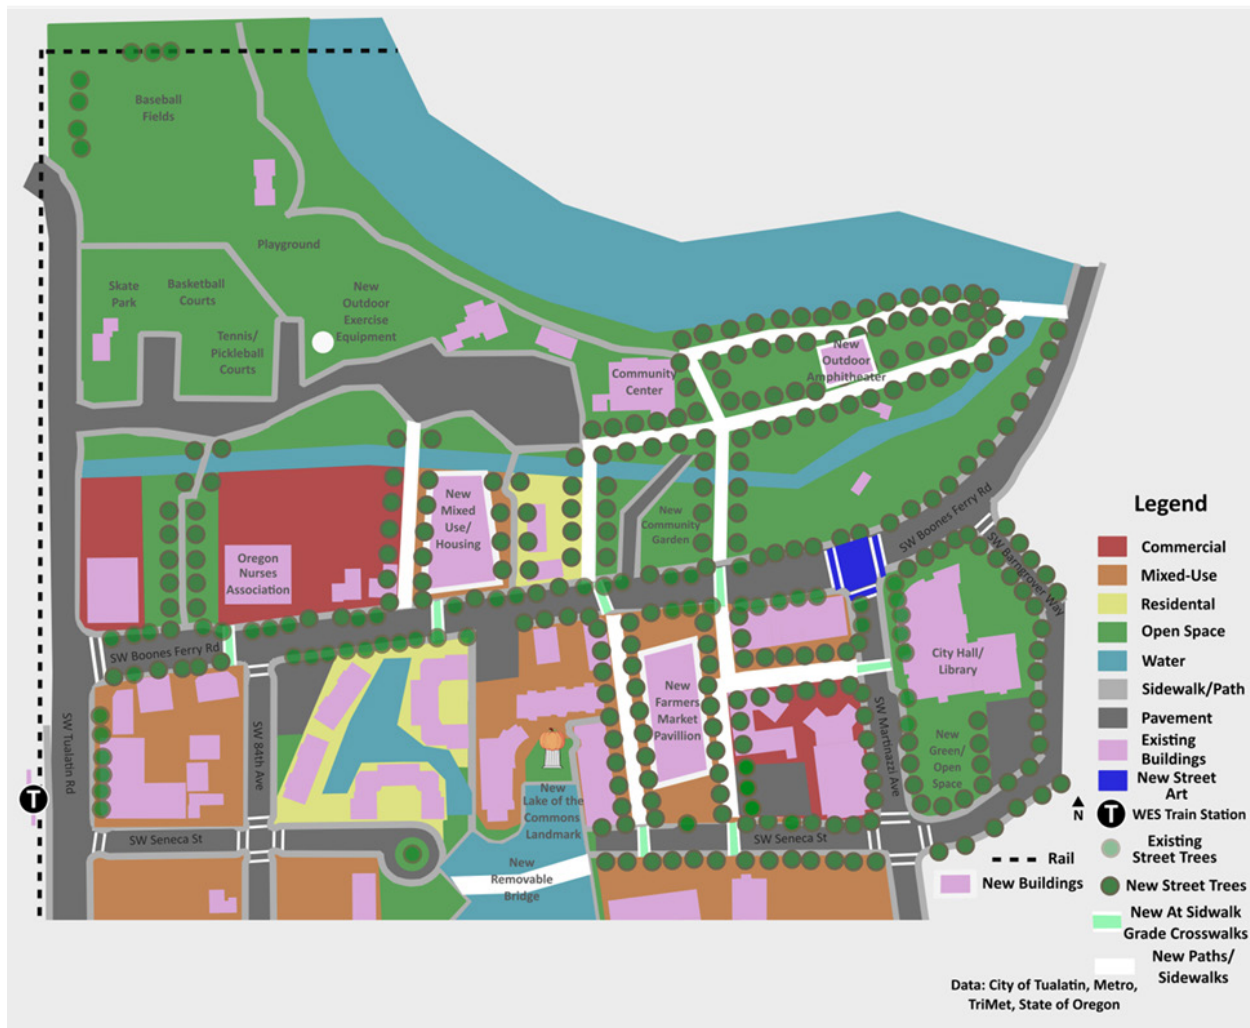 Baseball
Fields
Playground
Skate
Park
Basketball
Courts
New
Outdoor
Exercise
Equipment
Tennis/
Pickleball
Courts
Community
Center
New
Outdoor
Amphitheater
New
Mixed
Use/
Housing
New
Community
Garden
Oregon
Nurses
Association
SW Boones Ferry Rd
SW Barngrover Way
SW Boones Ferry Rd
City Hall/
Library
New
Farmers
Market
Pavillion
SW Tualatin Rd
SW 84th Ave
SW Martinazzi Ave
New
Green/
Open
Space
T
New
Lake of the
Commons
Landmark
SW Seneca St
SW Seneca St
New
Removable
Bridge
Legend
Commercial
Mixed-Use
Residental
Open Space
Water
Sidewalk/Path
Pavement
Existing
Buildings
New Street
Art
N
T
WES Train Station
Existing
Street Trees
Rail
New Buildings
New Street Trees
New At Sidwalk
Grade Crosswalks
New Paths/
Sidewalks
Data: City of Tualatin, Metro,
TriMet, State of Oregon